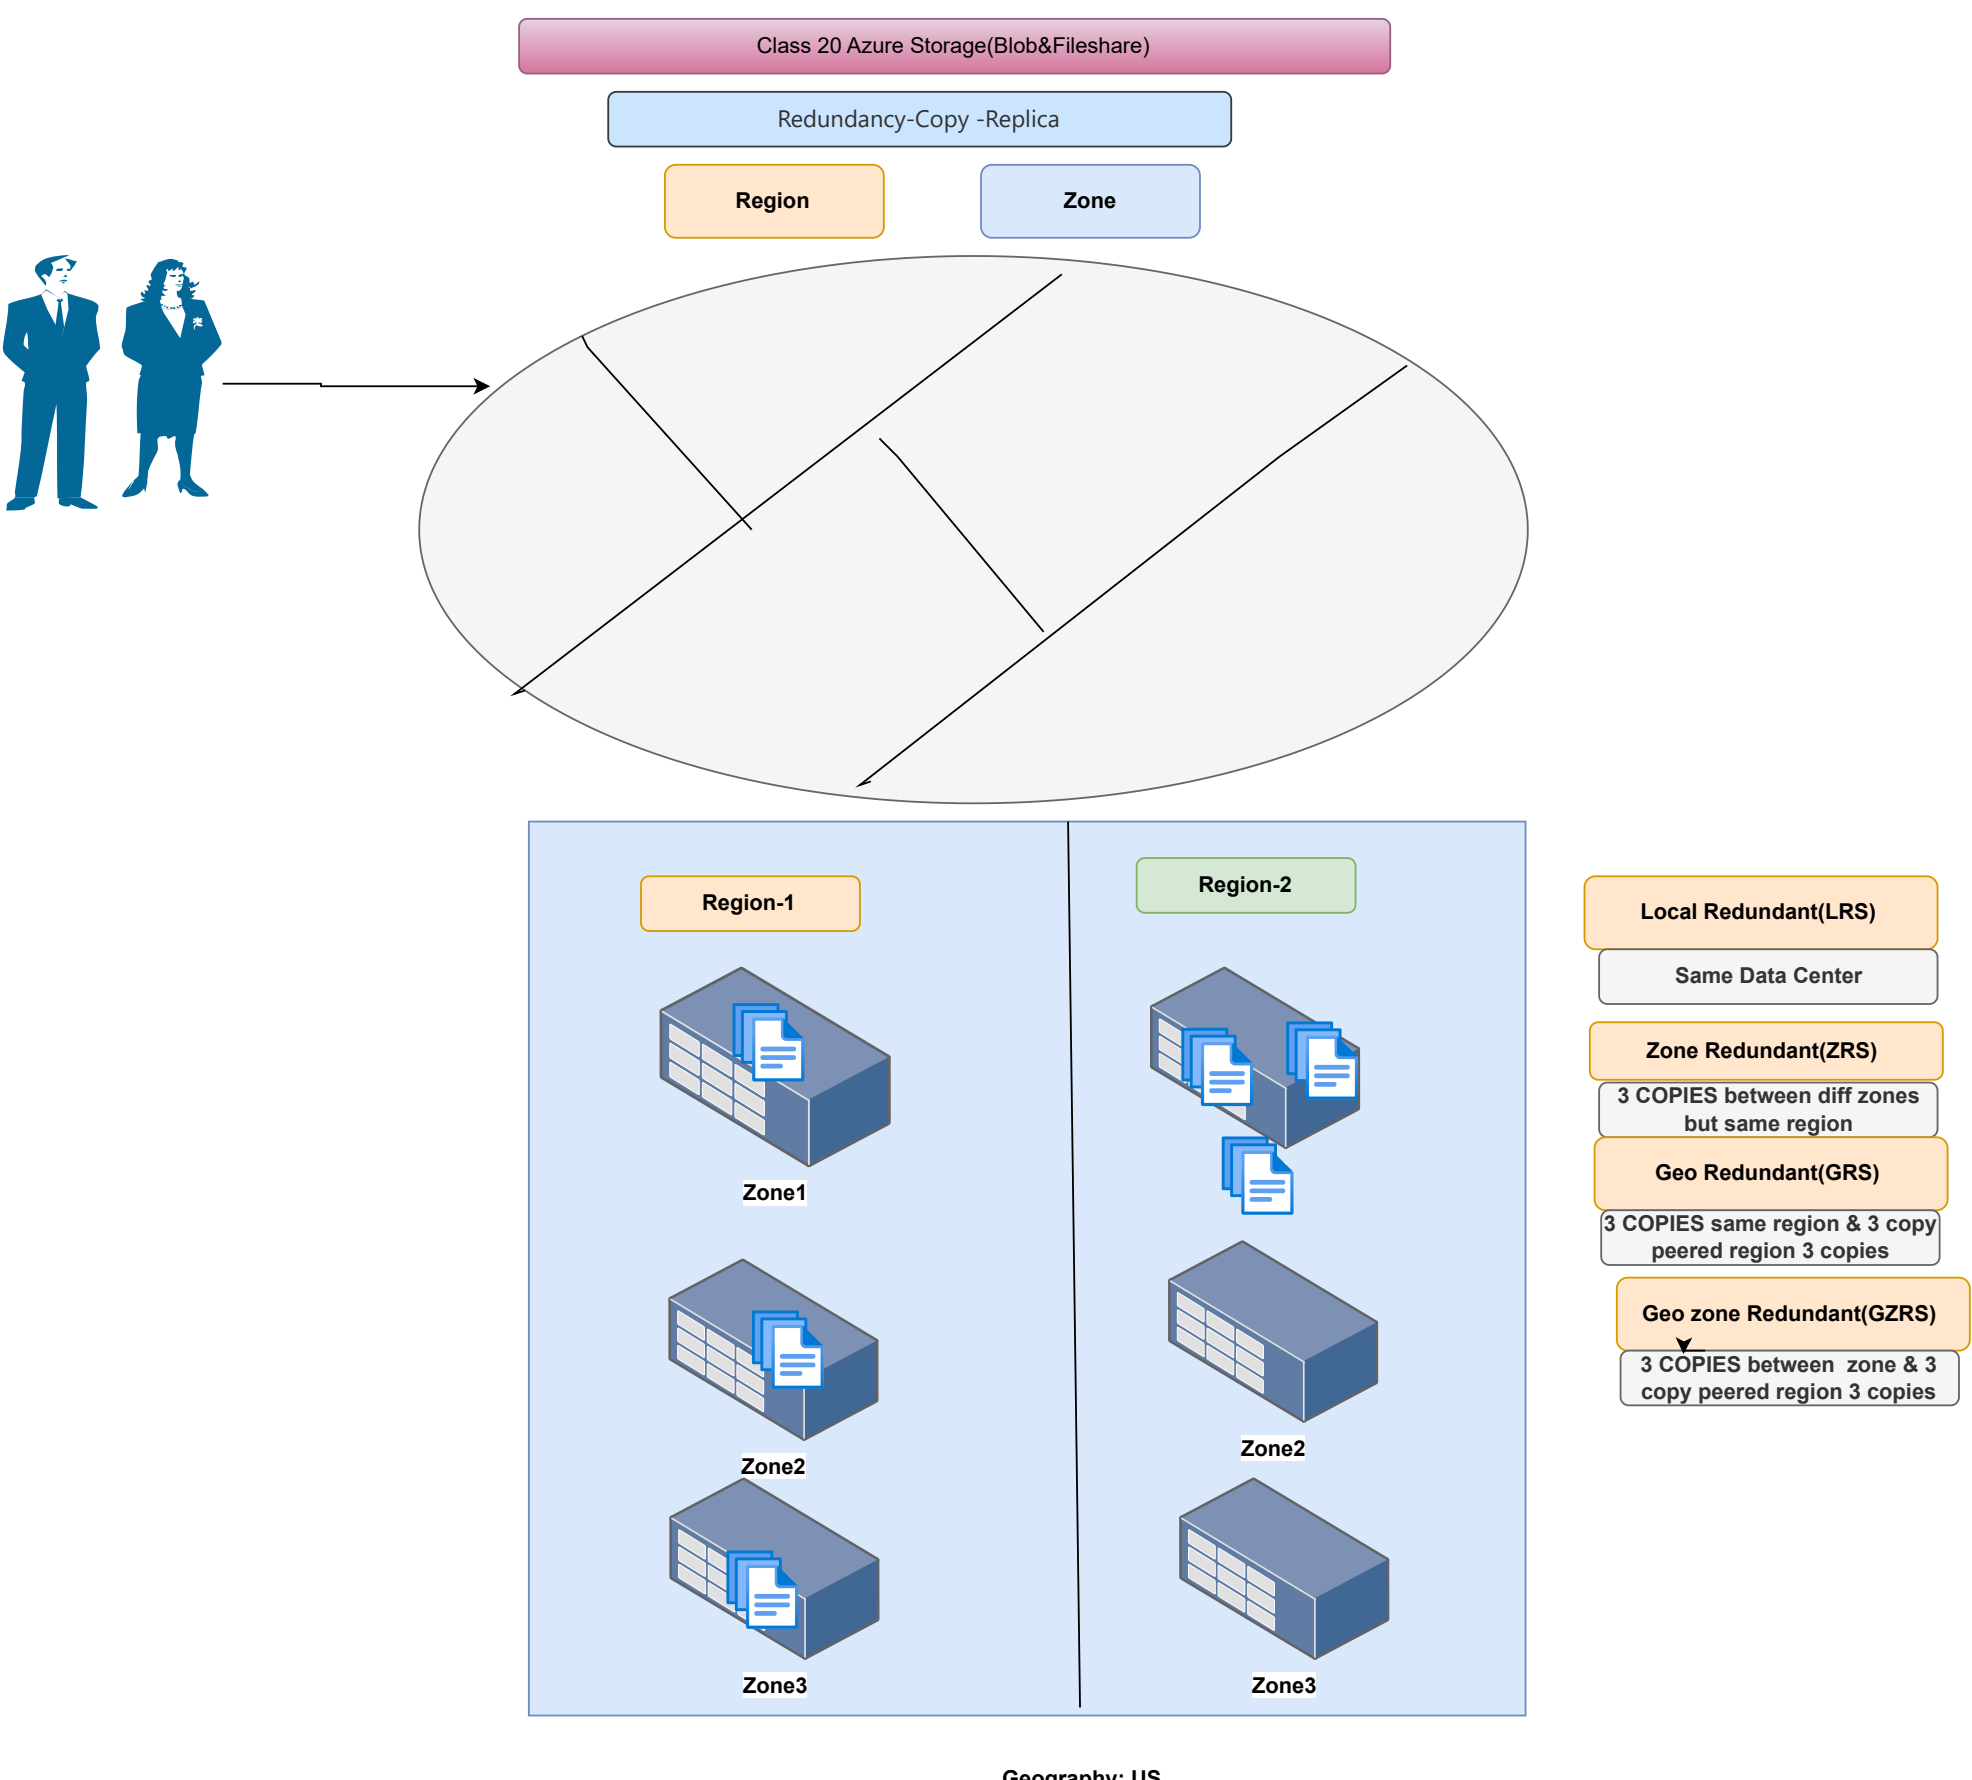 Class 20 Azure Storage(Blob&Fileshare)
Redundancy-Copy -Replica
Region
Zone
Region-1
Region-2
Zone1
Zone2
Zone2
Zone3
Zone3
Local Redundant(LRS)
Same Data Center
Zone Redundant(ZRS)
3 COPIES between diff zones
but same region
Geo Redundant(GRS)
3 COPIES same region & 3 copy
peered region 3 copies
Geo zone Redundant(GZRS)
3 COPIES between  zone & 3
copy peered region 3 copies
Geography: US